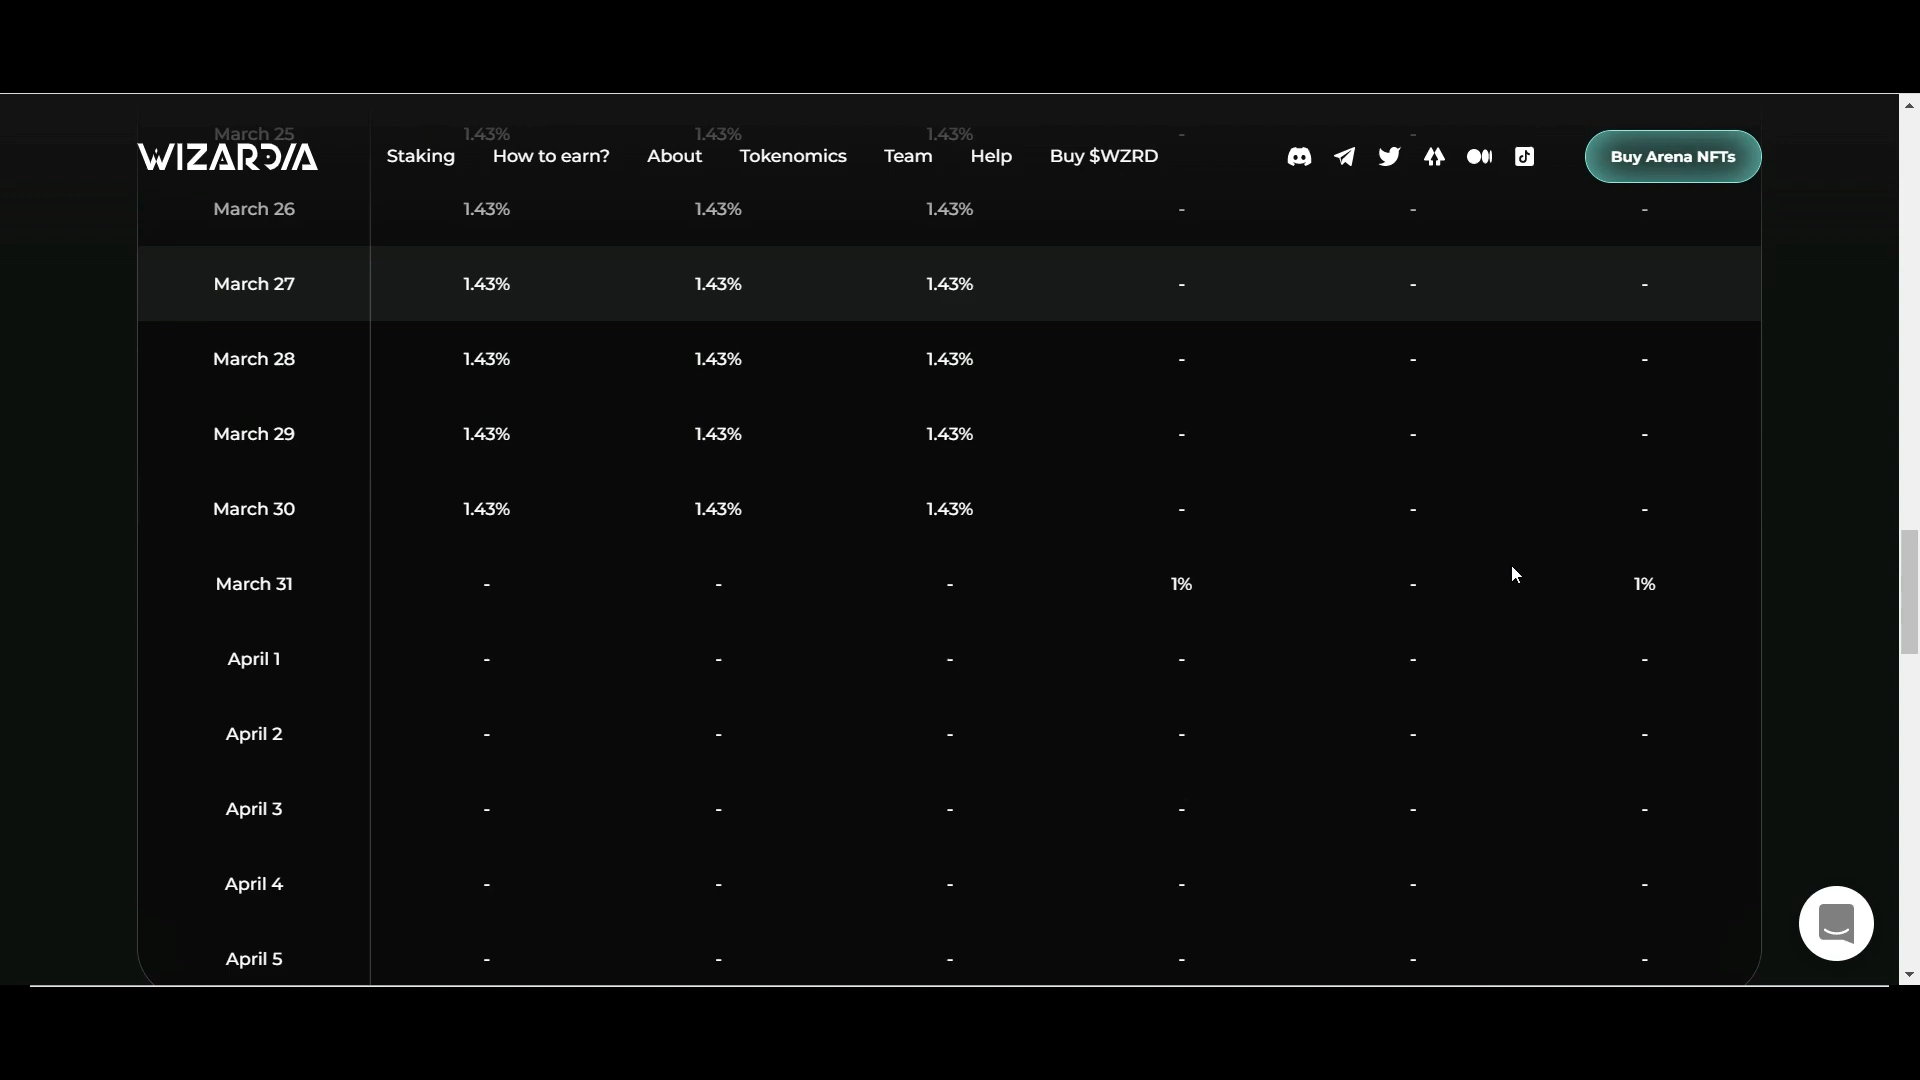 March 25 1.43% 1.43% 1.43% - -
WIZARDIA Staking How to earn? About Tokenomics Team Help Buy $WZRD Buy Arena NFTs
March 26 1.43% 1.43% 1.43% - - -
March 27 1.43% 1.43% 1.43% - - -
March 28 1.43% 1.43% 1.43% - - -
March 29 1.43% 1.43% 1.43% - - -
March 30 1.43% 1.43% 1.43% - - -
March 31 - - - 1% - 1%
April 1 - - - - - -
April 2 - - - - - -
April 3 - - - - - -
April 4 - - - - - -
April 5 - - - - - -